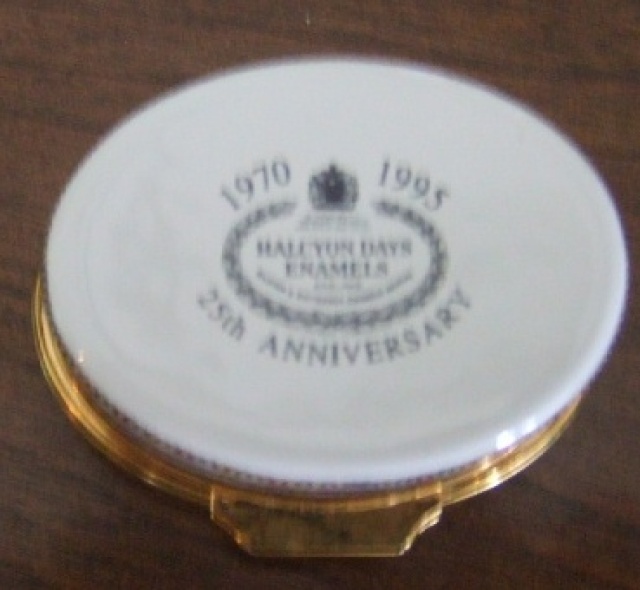 1970 1995
HALCYON DAYS
ENAMELS
25th ANNIVERSARY